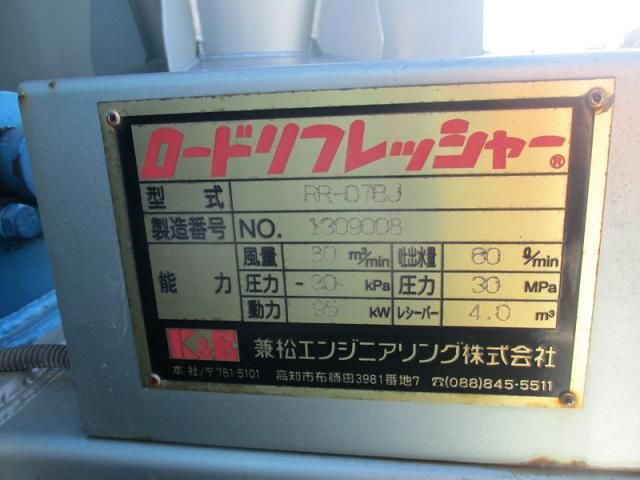 ロードリフレッシャー®
型式 RR-07BJ
製造番号 NO. 1309008
能力 風量 80 m³/min 吐出水量 60 ℓ/min
圧力 -30 kPa 圧力 30 MPa
動力 95 kW レシーバー 4.0 m³
K&E 兼松エンジニアリング株式会社
本社/〒781-5101 高知市布師田3981番地7 ☎(088)845-5511